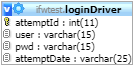 ifwtest.loginDriver
attemptId : int(11)
user : varchar(15)
pwd : varchar(15)
attemptDate : varchar(25)